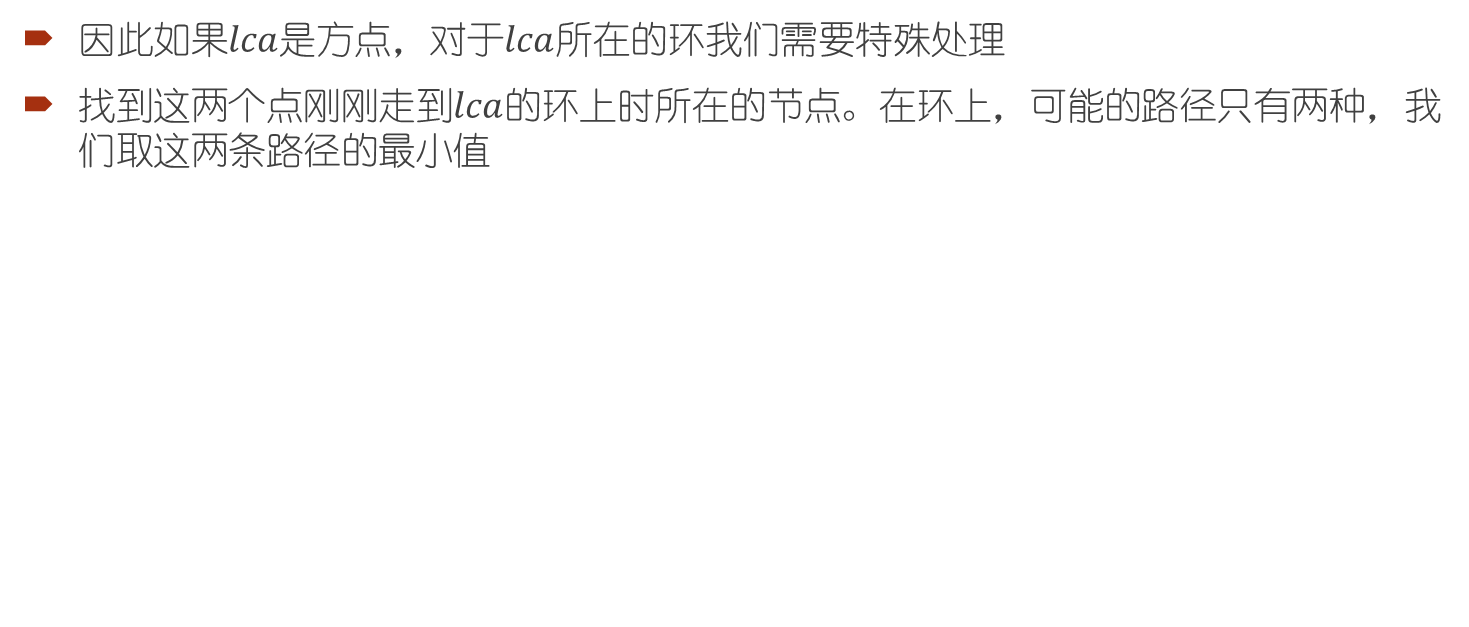 因此如果lca是方点，对于lca所在的环我们需要特殊处理
找到这两个点刚刚走到lca的环上时所在的节点。在环上，可能的路径只有两种，我
们取这两条路径的最小值